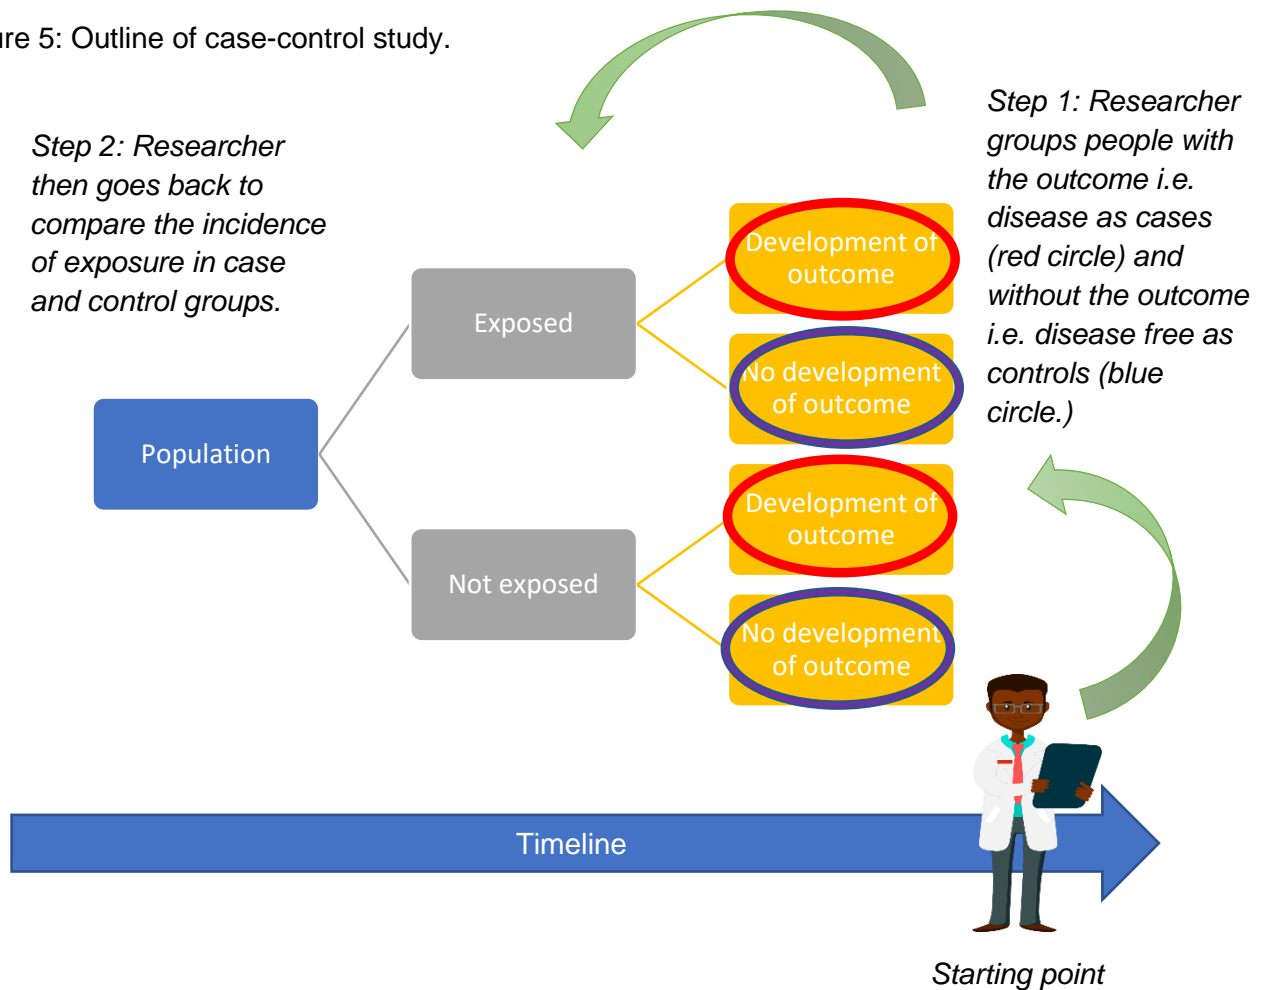 ure 5: Outline of case-control study.
Step 2: Researcher
then goes back to
compare the incidence
of exposure in case
and control groups.
Step 1: Researcher
groups people with
the outcome i.e.
disease as cases
(red circle) and
without the outcome
i.e. disease free as
controls (blue
circle.)
Population
Exposed
Not exposed
Development of
outcome
No development
of outcome
Development of
outcome
No development
of outcome
Timeline
Starting point